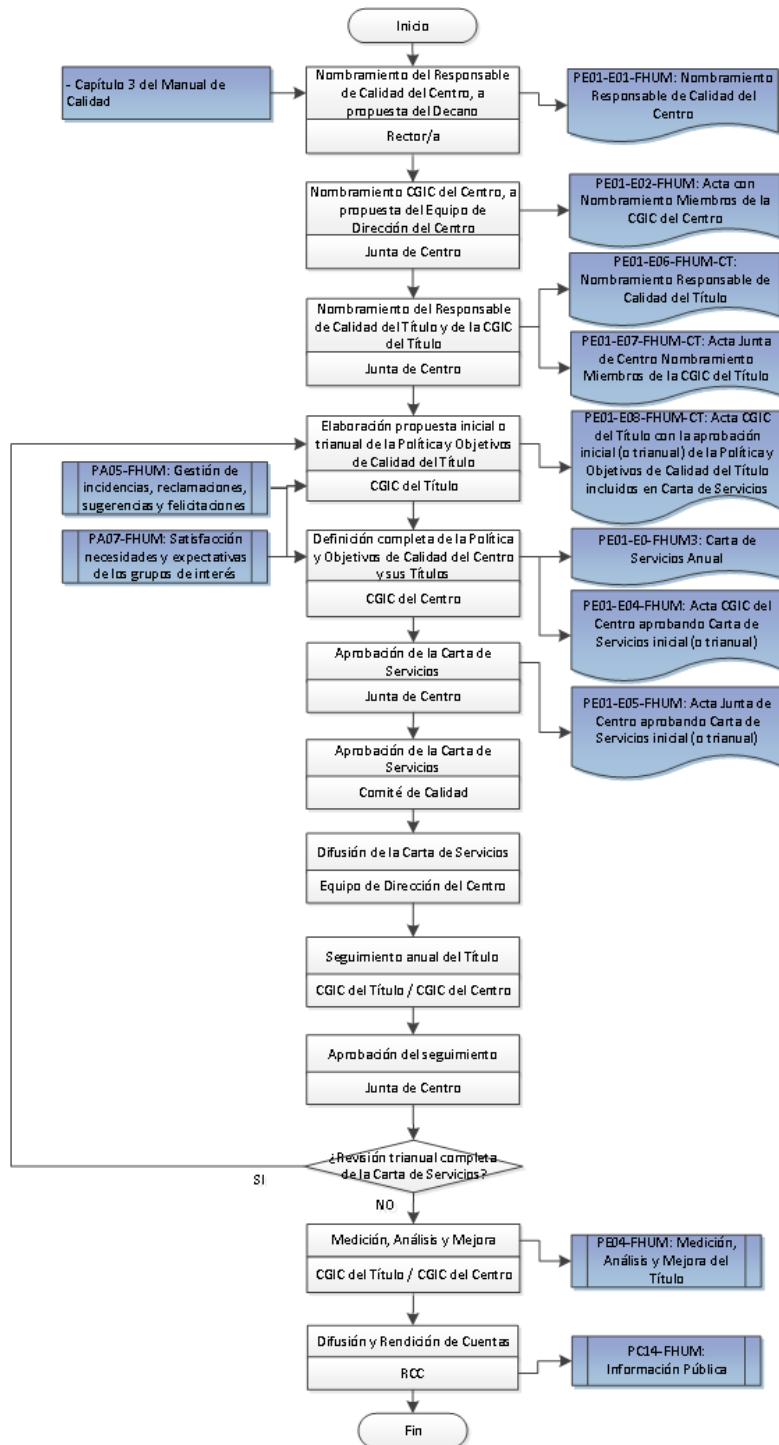 Inicio
- Capítulo 3 del Manual de
Calidad
Nombramiento del Responsable
de Calidad del Centro, a
propuesta del Decano
Rector/a
PE01-E01-FHUM: Nombramiento
Responsable de Calidad del
Centro
Nombramiento CGIC del Centro, a
propuesta del Equipo de
Dirección del Centro
Junta de Centro
PE01-E02-FHUM: Acta con
Nombramiento Miembros de la
CGIC del Centro
Nombramiento del Responsable
de Calidad del Título y de la CGIC
del Título
Junta de Centro
PE01-E06-FHUM-CT:
Nombramiento Responsable de
Calidad del Título
PE01-E07-FHUM-CT: Acta Junta
de Centro Nombramiento
Miembros de la CGIC del Título
Elaboración propuesta inicial o
trianual de la Política y Objetivos
de Calidad del Título
CGIC del Título
PE01-E08-FHUM-CT: Acta CGIC
del Título con la aprobación
inicial (o trianual) de la Política y
Objetivos de Calidad del Título
incluidos en Carta de Servicios
PA05-FHUM: Gestión de
incidencias, reclamaciones,
sugerencias y felicitaciones
PA07-FHUM: Satisfacción
necesidades y expectativas
de los grupos de interés
Definición completa de la Política
y Objetivos de Calidad del Centro
y sus Títulos
CGIC del Centro
PE01-E0-FHUM3: Carta de
Servicios Anual
PE01-E04-FHUM: Acta CGIC del
Centro aprobando Carta de
Servicios inicial (o trianual)
Aprobación de la Carta de
Servicios
Junta de Centro
PE01-E05-FHUM: Acta Junta de
Centro aprobando Carta de
Servicios inicial (o trianual)
Aprobación de la Carta de
Servicios
Comité de Calidad
Difusión de la Carta de Servicios
Equipo de Dirección del Centro
Seguimiento anual del Título
CGIC del Título / CGIC del Centro
Aprobación del seguimiento
Junta de Centro
¿Revisión trianual completa
de la Carta de Servicios?
SI
NO
Medición, Análisis y Mejora
CGIC del Título / CGIC del Centro
PE04-FHUM: Medición,
Análisis y Mejora del
Título
Difusión y Rendición de Cuentas
RCC
PC14-FHUM:
Información Pública
Fin